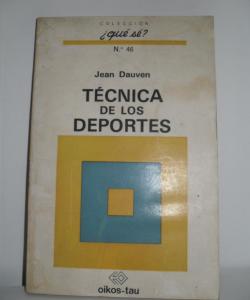 COLECCIÓN
¿qué sé?
N.º 46
Jean Dauven
TÉCNICA
DE LOS
DEPORTES
oikos-tau